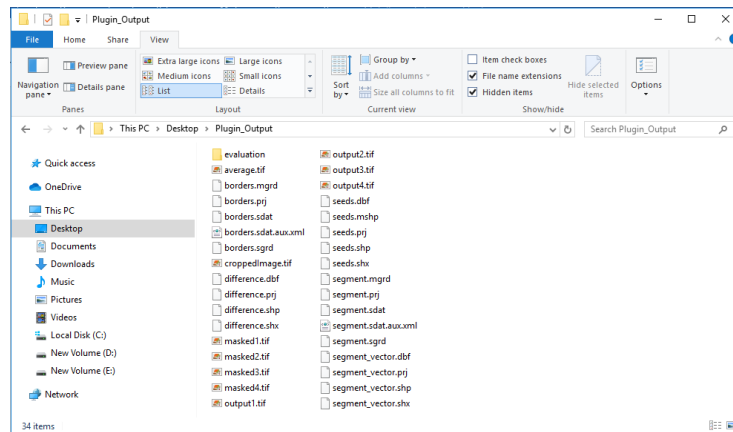 Plugin_Output
File Home Share View
Navigation pane
Preview pane
Details pane
Panes
Extra large icons Large icons
Medium icons Small icons
List Details
Layout
Sort by
Group by
Add columns
Size all columns to fit
Current view
Item check boxes
File name extensions
Hidden items
Hide selected items
Show/hide
Options
This PC > Desktop > Plugin_Output
Search Plugin_Output
Quick access
OneDrive
This PC
Desktop
Documents
Downloads
Music
Pictures
Videos
Local Disk (C:)
New Volume (D:)
New Volume (E:)
Network
evaluation
average.tif
borders.mgrd
borders.prj
borders.sdat
borders.sdat.aux.xml
borders.sgrd
croppedImage.tif
difference.dbf
difference.prj
difference.shp
difference.shx
masked1.tif
masked2.tif
masked3.tif
masked4.tif
output1.tif
output2.tif
output3.tif
output4.tif
seeds.dbf
seeds.mshp
seeds.prj
seeds.shp
seeds.shx
segment.mgrd
segment.prj
segment.sdat
segment.sdat.aux.xml
segment.sgrd
segment_vector.dbf
segment_vector.prj
segment_vector.shp
segment_vector.shx
34 items